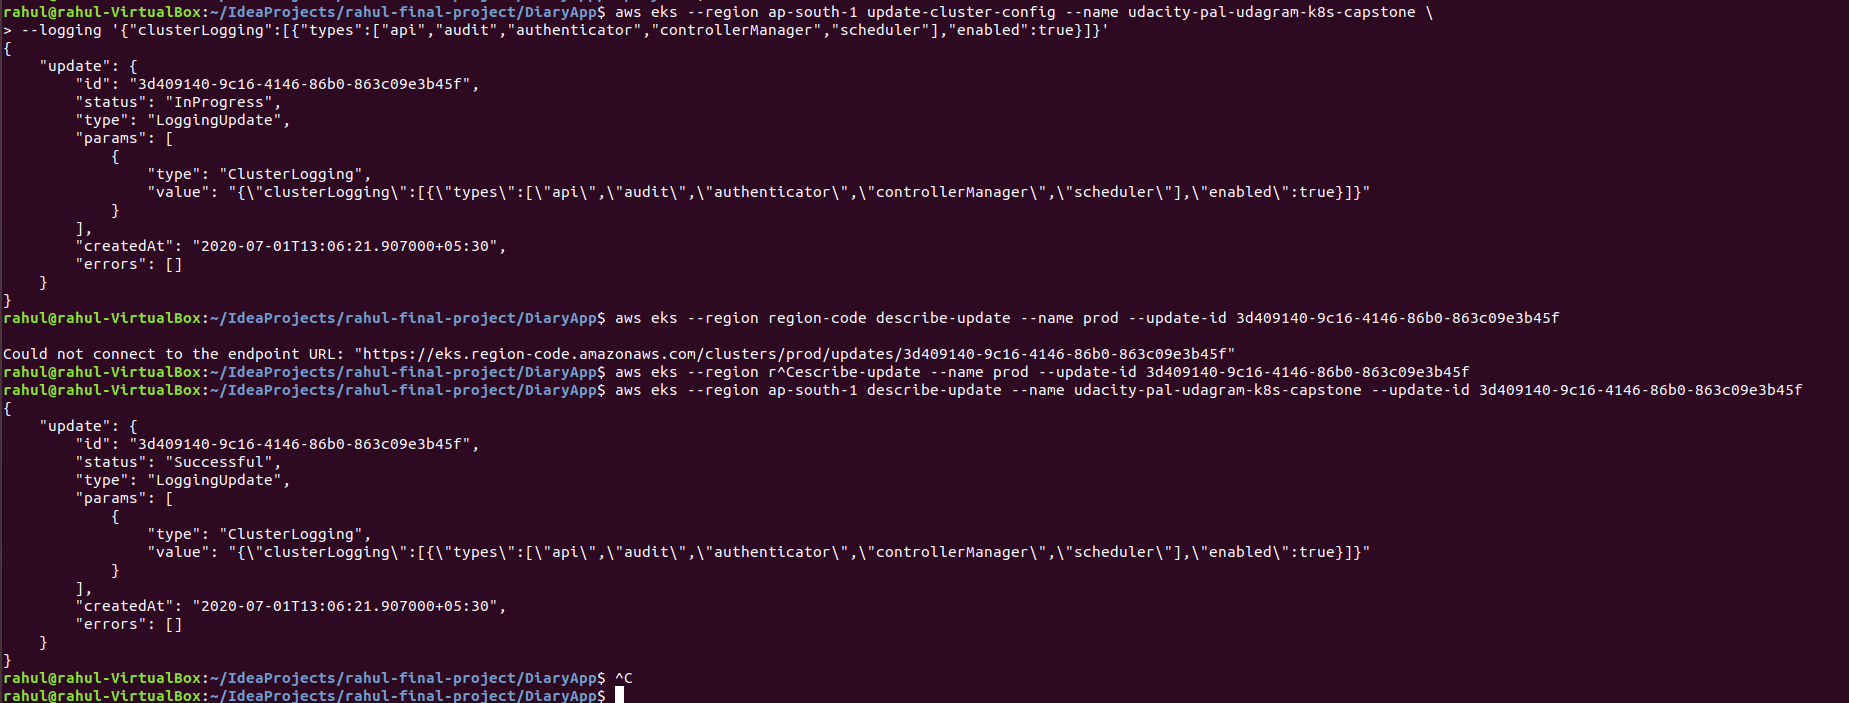 rahul@rahul-VirtualBox:~/IdeaProjects/rahul-final-project/DiaryApp$ aws eks --region ap-south-1 update-cluster-config --name udacity-pal-udagram-k8s-capstone \
> --logging '{"clusterLogging":[{"types":["api","audit","authenticator","controllerManager","scheduler"],"enabled":true}]}'
{
    "update": {
        "id": "3d409140-9c16-4146-86b0-863c09e3b45f",
        "status": "InProgress",
        "type": "LoggingUpdate",
        "params": [
            {
                "type": "ClusterLogging",
                "value": "{\"clusterLogging\":[{\"types\":[\"api\",\"audit\",\"authenticator\",\"controllerManager\",\"scheduler\"],\"enabled\":true}]}"
            }
        ],
        "createdAt": "2020-07-01T13:06:21.907000+05:30",
        "errors": []
    }
}
rahul@rahul-VirtualBox:~/IdeaProjects/rahul-final-project/DiaryApp$ aws eks --region region-code describe-update --name prod --update-id 3d409140-9c16-4146-86b0-863c09e3b45f

Could not connect to the endpoint URL: "https://eks.region-code.amazonaws.com/clusters/prod/updates/3d409140-9c16-4146-86b0-863c09e3b45f"
rahul@rahul-VirtualBox:~/IdeaProjects/rahul-final-project/DiaryApp$ aws eks --region r^Cescribe-update --name prod --update-id 3d409140-9c16-4146-86b0-863c09e3b45f
rahul@rahul-VirtualBox:~/IdeaProjects/rahul-final-project/DiaryApp$ aws eks --region ap-south-1 describe-update --name udacity-pal-udagram-k8s-capstone --update-id 3d409140-9c16-4146-86b0-863c09e3b45f
{
    "update": {
        "id": "3d409140-9c16-4146-86b0-863c09e3b45f",
        "status": "Successful",
        "type": "LoggingUpdate",
        "params": [
            {
                "type": "ClusterLogging",
                "value": "{\"clusterLogging\":[{\"types\":[\"api\",\"audit\",\"authenticator\",\"controllerManager\",\"scheduler\"],\"enabled\":true}]}"
            }
        ],
        "createdAt": "2020-07-01T13:06:21.907000+05:30",
        "errors": []
    }
}
rahul@rahul-VirtualBox:~/IdeaProjects/rahul-final-project/DiaryApp$ ^C
rahul@rahul-VirtualBox:~/IdeaProjects/rahul-final-project/DiaryApp$